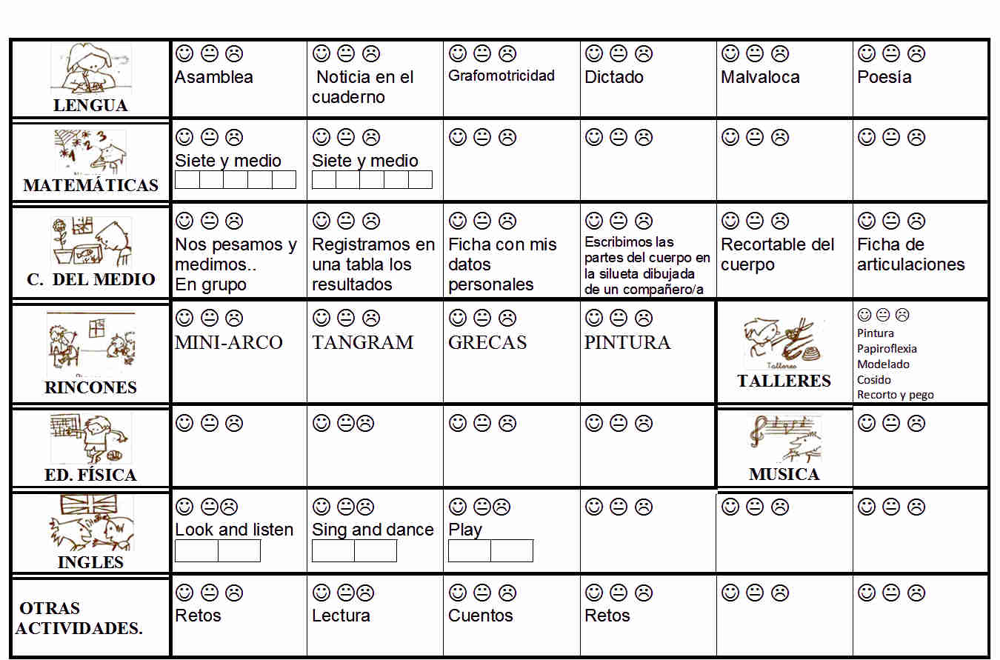 LENGUA
Asamblea
Noticia en el
cuaderno
Grafomotricidad
Dictado
Malvaloca
Poesía
1 2 3
MATEMÁTICAS
Siete y medio
Siete y medio
C. DEL MEDIO
Nos pesamos y
medimos..
En grupo
Registramos en
una tabla los
resultados
Ficha con mis
datos
personales
Escribimos las
partes del cuerpo en
la silueta dibujada
de un compañero/a
Recortable del
cuerpo
Ficha de
articulaciones
RINCONES
MINI-ARCO
TANGRAM
GRECAS
PINTURA
Talleres
TALLERES
Pintura
Papiroflexia
Modelado
Cosido
Recorto y pego
ED. FÍSICA
MUSICA
INGLES
Look and listen
Sing and dance
Play
OTRAS
ACTIVIDADES.
Retos
Lectura
Cuentos
Retos